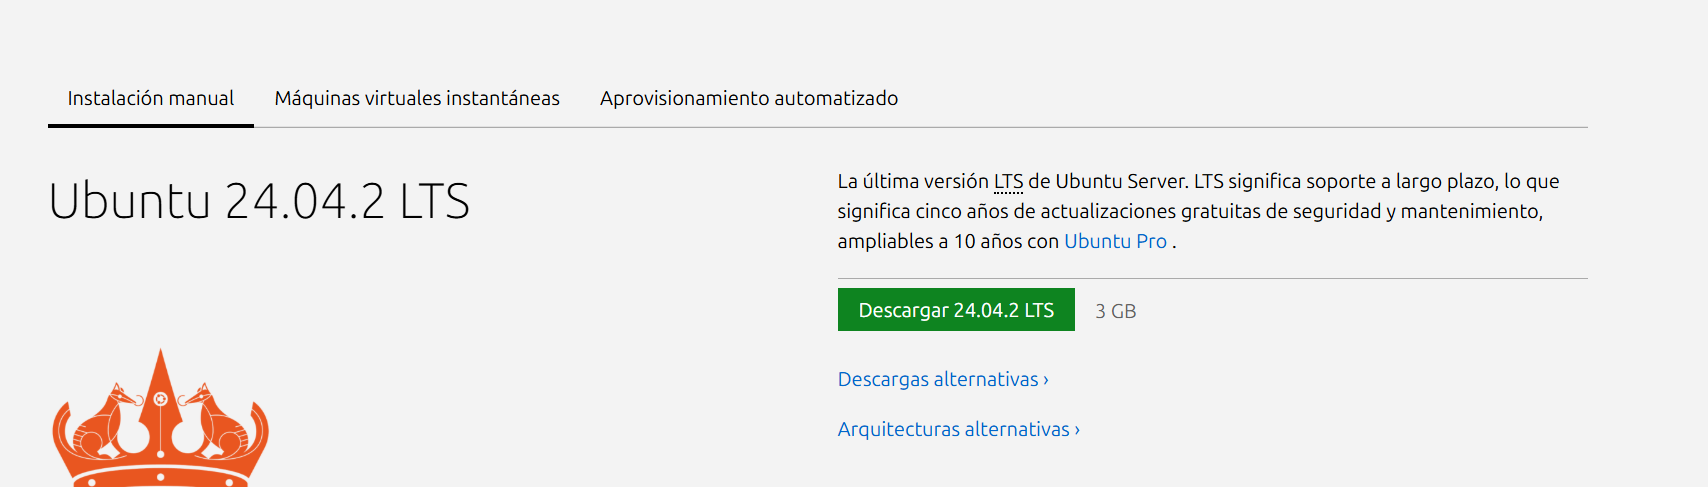 Instalación manual
Máquinas virtuales instantáneas
Aprovisionamiento automatizado
Ubuntu 24.04.2 LTS
La última versión LTS de Ubuntu Server. LTS significa soporte a largo plazo, lo que
significa cinco años de actualizaciones gratuitas de seguridad y mantenimiento,
ampliables a 10 años con Ubuntu Pro .
Descargar 24.04.2 LTS
3 GB
Descargas alternativas ›
Arquitecturas alternativas ›